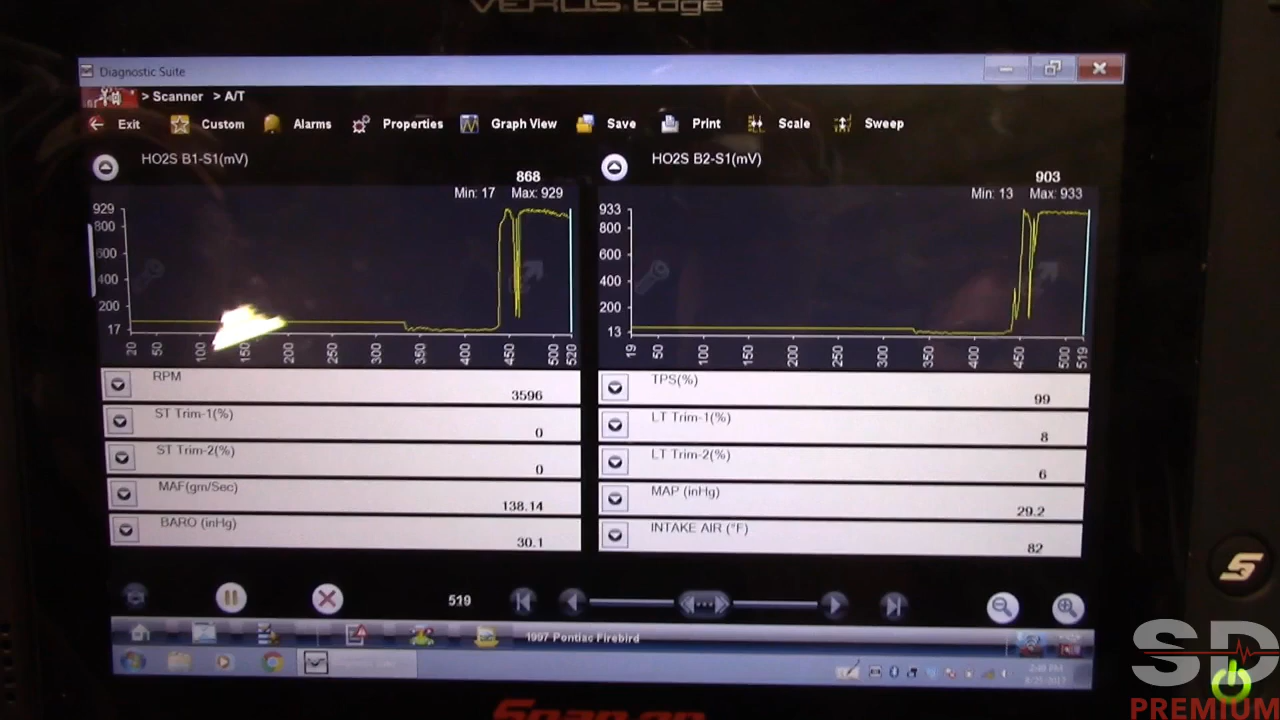 VERUS Edge
Diagnostic Suite
> Scanner > A/T
Exit Custom Alarms Properties Graph View Save Print Scale Sweep
HO2S B1-S1(mV)
868
Min: 17 Max: 929
929
800
600
400
200
17
20 50 100 150 200 250 300 350 400 450 500 520
HO2S B2-S1(mV)
903
Min: 13 Max: 933
933
800
600
400
200
13
19 50 100 150 200 250 300 350 400 450 500 519
RPM
3596
TPS(%)
99
ST Trim-1(%)
0
LT Trim-1(%)
8
ST Trim-2(%)
0
LT Trim-2(%)
6
MAF(gm/Sec)
138.14
MAP (inHg)
29.2
BARO (inHg)
30.1
INTAKE AIR (°F)
82
519
1997 Pontiac Firebird
Snap-on
S
SD
PREMIUM